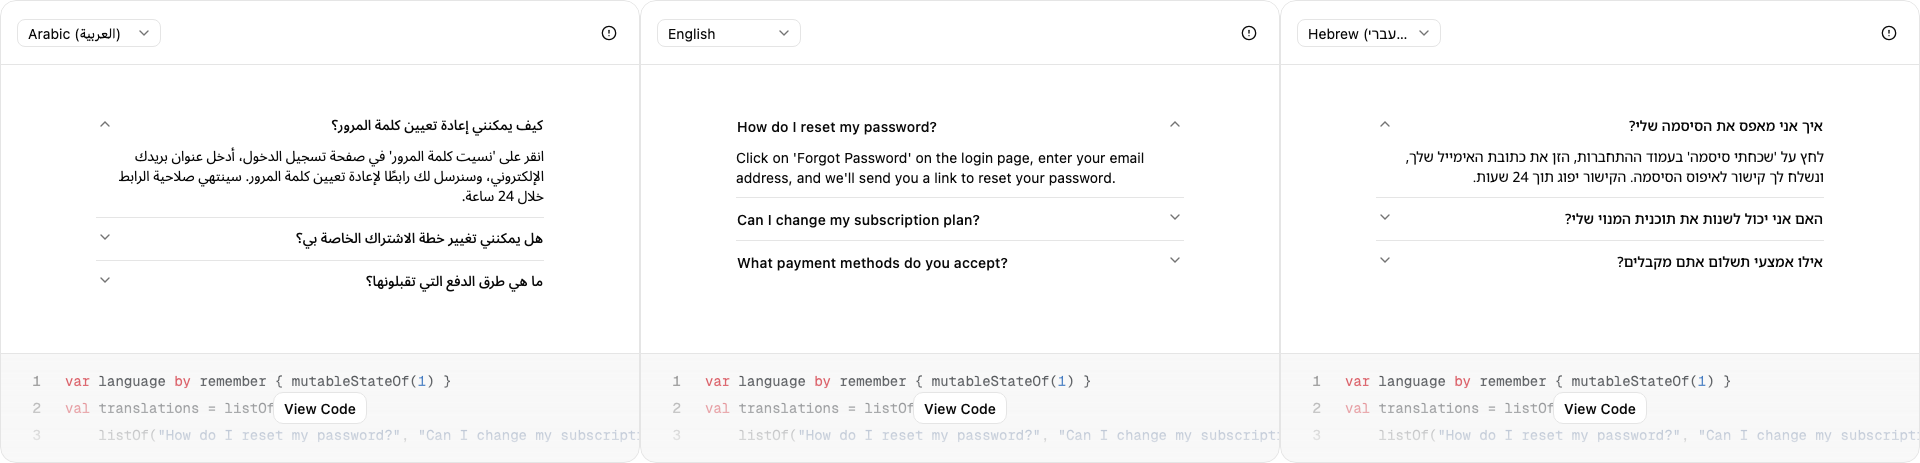 Arabic (العربية)
كيف يمكنني إعادة تعيين كلمة المرور؟
انقر على 'نسيت كلمة المرور' في صفحة تسجيل الدخول، أدخل عنوان بريدك
الإلكتروني، وسنرسل لك رابطًا لإعادة تعيين كلمة المرور. سينتهي صلاحية الرابط
خلال 24 ساعة.
هل يمكنني تغيير خطة الاشتراك الخاصة بي؟
ما هي طرق الدفع التي تقبلونها؟
1 var language by remember { mutableStateOf(1) }
2 val translations = listOf
View Code
3 listOf("How do I reset my password?", "Can I change my subscripti
English
How do I reset my password?
Click on 'Forgot Password' on the login page, enter your email
address, and we'll send you a link to reset your password.
Can I change my subscription plan?
What payment methods do you accept?
1 var language by remember { mutableStateOf(1) }
2 val translations = listOf
View Code
3 listOf("How do I reset my password?", "Can I change my subscripti
Hebrew (עברי...
איך אני מאפס את הסיסמה שלי?
לחץ על 'שכחתי סיסמה' בעמוד ההתחברות, הזן את כתובת האימייל שלך,
ונשלח לך קישור לאיפוס הסיסמה. הקישור יפוג תוך 24 שעות.
האם אני יכול לשנות את תוכנית המנוי שלי?
אילו אמצעי תשלום אתם מקבלים?
1 var language by remember { mutableStateOf(1) }
2 val translations = listOf
View Code
3 listOf("How do I reset my password?", "Can I change my subscripti